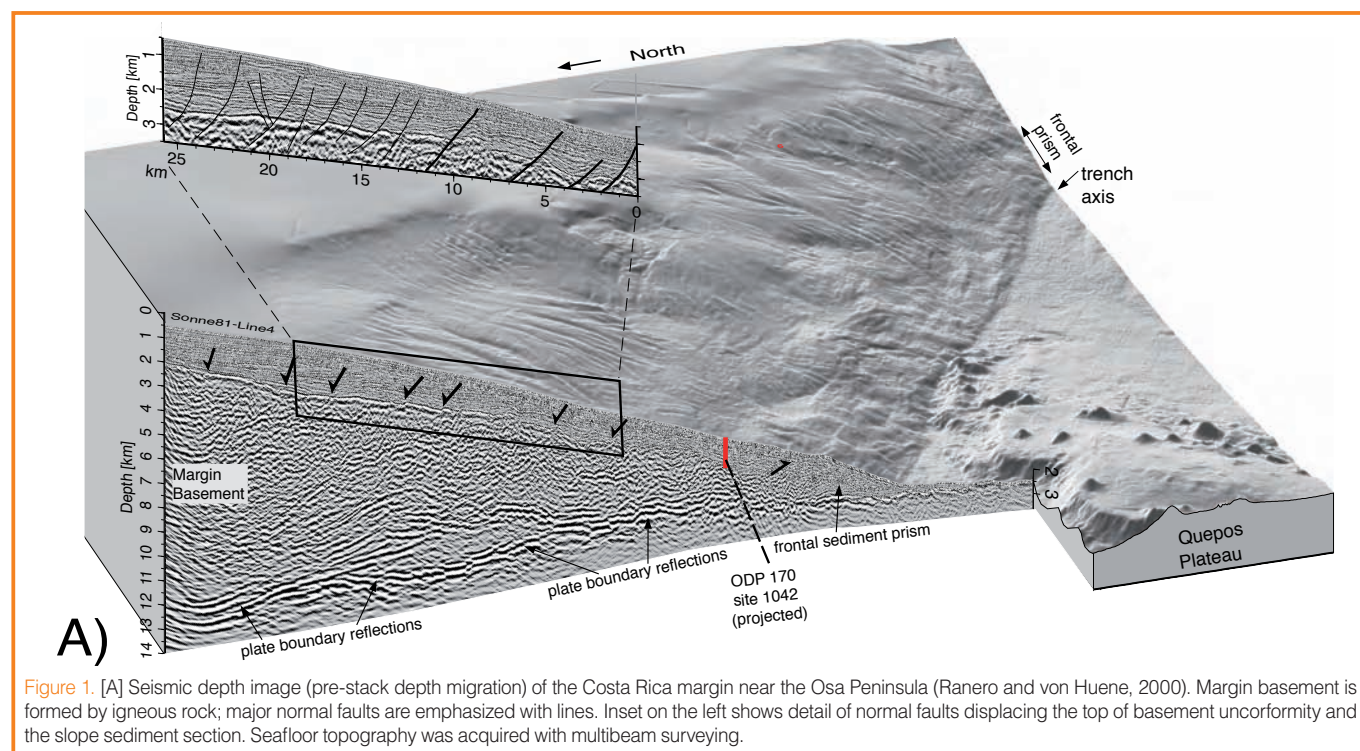 North
Depth [km]
1
2
3
25
20
15
10
5
0
km
frontal
prism
trench
axis
Sonne81-Line4
0
1
2
3
4
5
6
7
8
9
10
11
12
13
14
Depth [km]
Margin
Basement
2
3
Quepos
Plateau
frontal sediment prism
plate boundary reflections
plate boundary reflections
ODP 170
site 1042
(projected)
A)
Figure 1. [A] Seismic depth image (pre-stack depth migration) of the Costa Rica margin near the Osa Peninsula (Ranero and von Huene, 2000). Margin basement is
formed by igneous rock; major normal faults are emphasized with lines. Inset on the left shows detail of normal faults displacing the top of basement uncorformity and
the slope sediment section. Seafloor topography was acquired with multibeam surveying.